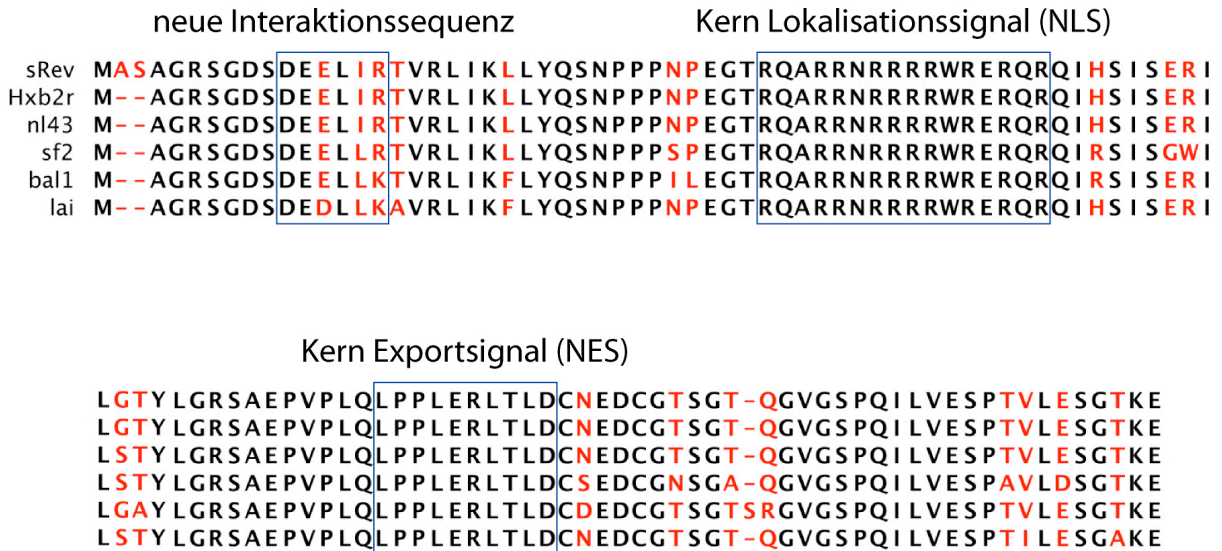 neue Interaktionssequenz Kern Lokalisationssignal (NLS)
sRev MASAGRSGDSDEELIRTVRLIKLLYQSNPPPNPEGTRQARRNRRRRWRERQRQIHSISERI
Hxb2r M--AGRSGDSDEELIRTVRLIKLLYQSNPPPNPEGTRQARRNRRRRWRERQRQIHSISERI
nl43 M--AGRSGDSDEELIRTVRLIKLLYQSNPPPNPEGTRQARRNRRRRWRERQRQIHSISERI
sf2 M--AGRSGDSDEELLRTVRLIKLLYQSNPPPSPEGTRQARRNRRRRWRERQRQIRSISGWI
bal1 M--AGRSGDSDEELLKTVRLIKFLYQSNPPPILEGTRQARRNRRRRWRERQRQIRSISERI
lai M--AGRSGDSDEDLLKAVRLIKFLYQSNPPPNPEGTRQARRNRRRRWRERQRQIHSISERI
Kern Exportsignal (NES)
LGTYLGRSAEPVPLQLPPLERLTLDCNEDCGTSGT-QGVGSPQILVESPTVLESGTKE
LGTYLGRSAEPVPLQLPPLERLTLDCNEDCGTSGT-QGVGSPQILVESPTVLESGTKE
LSTYLGRSAEPVPLQLPPLERLTLDCNEDCGTSGT-QGVGSPQILVESPTVLESGTKE
LSTYLGRSAEPVPLQLPPLERLTLDCSEDCGNSGA-QGVGSPQILVESPAVLDSGTKE
LGAYLGRSAEPVPLQLPPLERLTLDCDEDCGTSGTSRGVGSPQILVESPTVLESGTKE
LSTYLGRSAEPVPLQLPPLERLTLDCNEDCGTSGT-QGVGSPQILVESPTILESGAKE